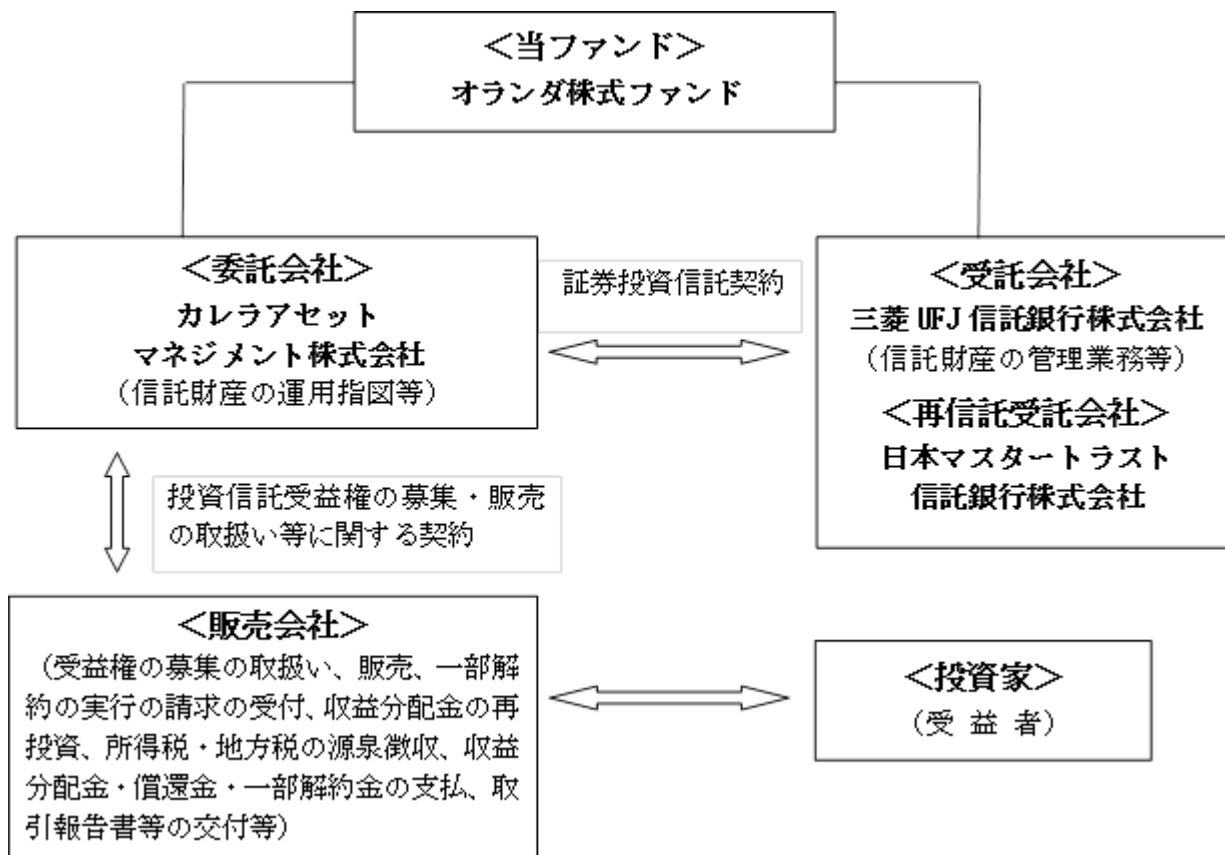 ＜当ファンド＞
オランダ株式ファンド
＜委託会社＞
カレラアセット
マネジメント株式会社
（信託財産の運用指図等）
証券投資信託契約
＜受託会社＞
三菱UFJ信託銀行株式会社
（信託財産の管理業務等）
＜再信託受託会社＞
日本マスタートラスト
信託銀行株式会社
投資信託受益権の募集・販売
の取扱い等に関する契約
＜販売会社＞
（受益権の募集の取扱い、販売、一部解
約の実行の請求の受付、収益分配金の再
投資、所得税・地方税の源泉徴収、収益
分配金・償還金・一部解約金の支払、取
引報告書等の交付等）
＜投資家＞
（受 益 者）